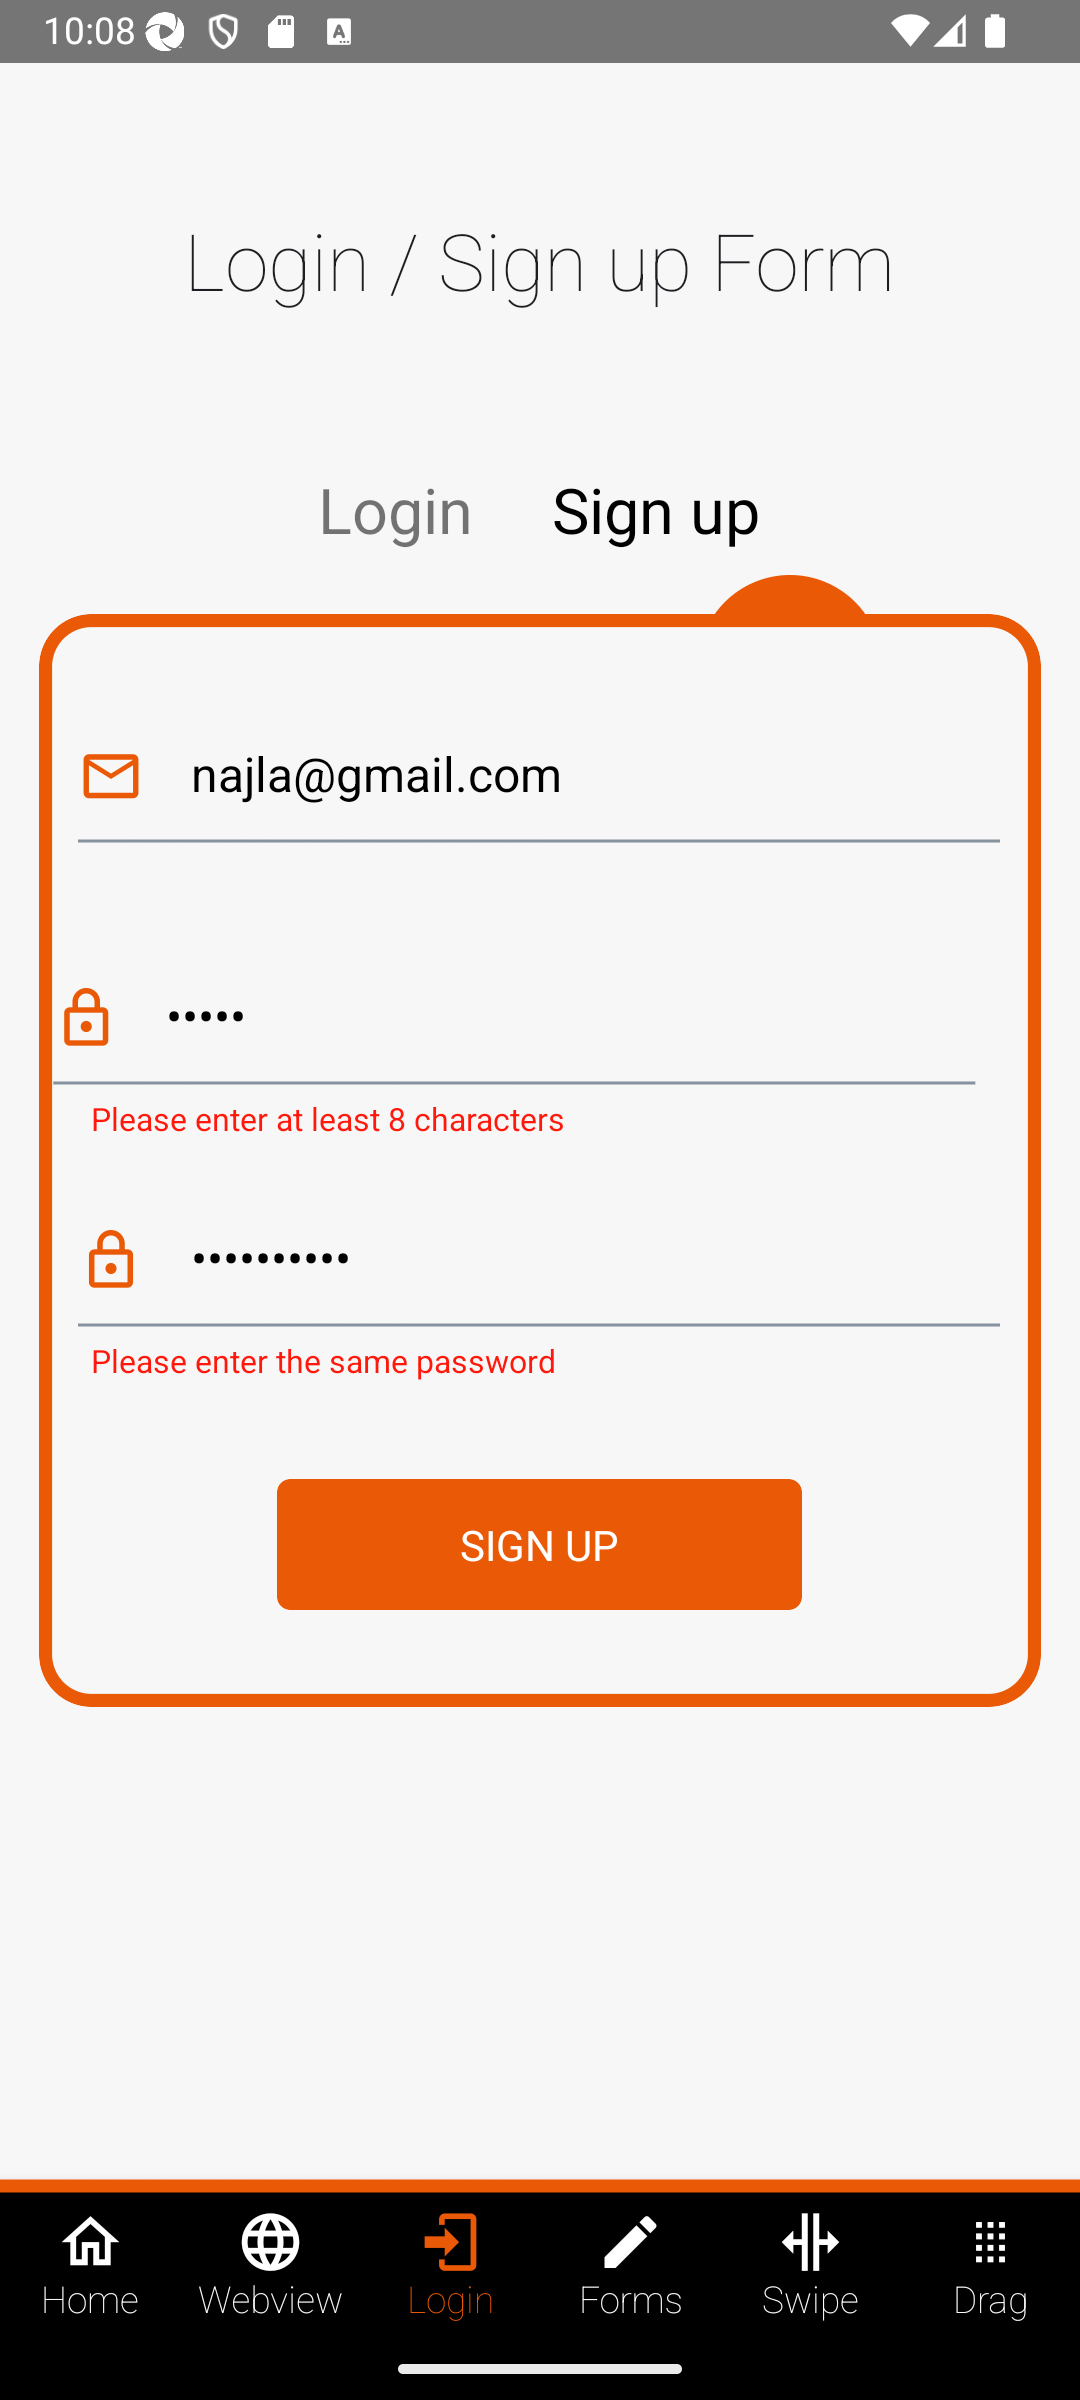 10:08
Login / Sign up Form
Login Sign up
najla@gmail.com
•••••
Please enter at least 8 characters
••••••••••
Please enter the same password
SIGN UP
Home Webview Login Forms Swipe Drag